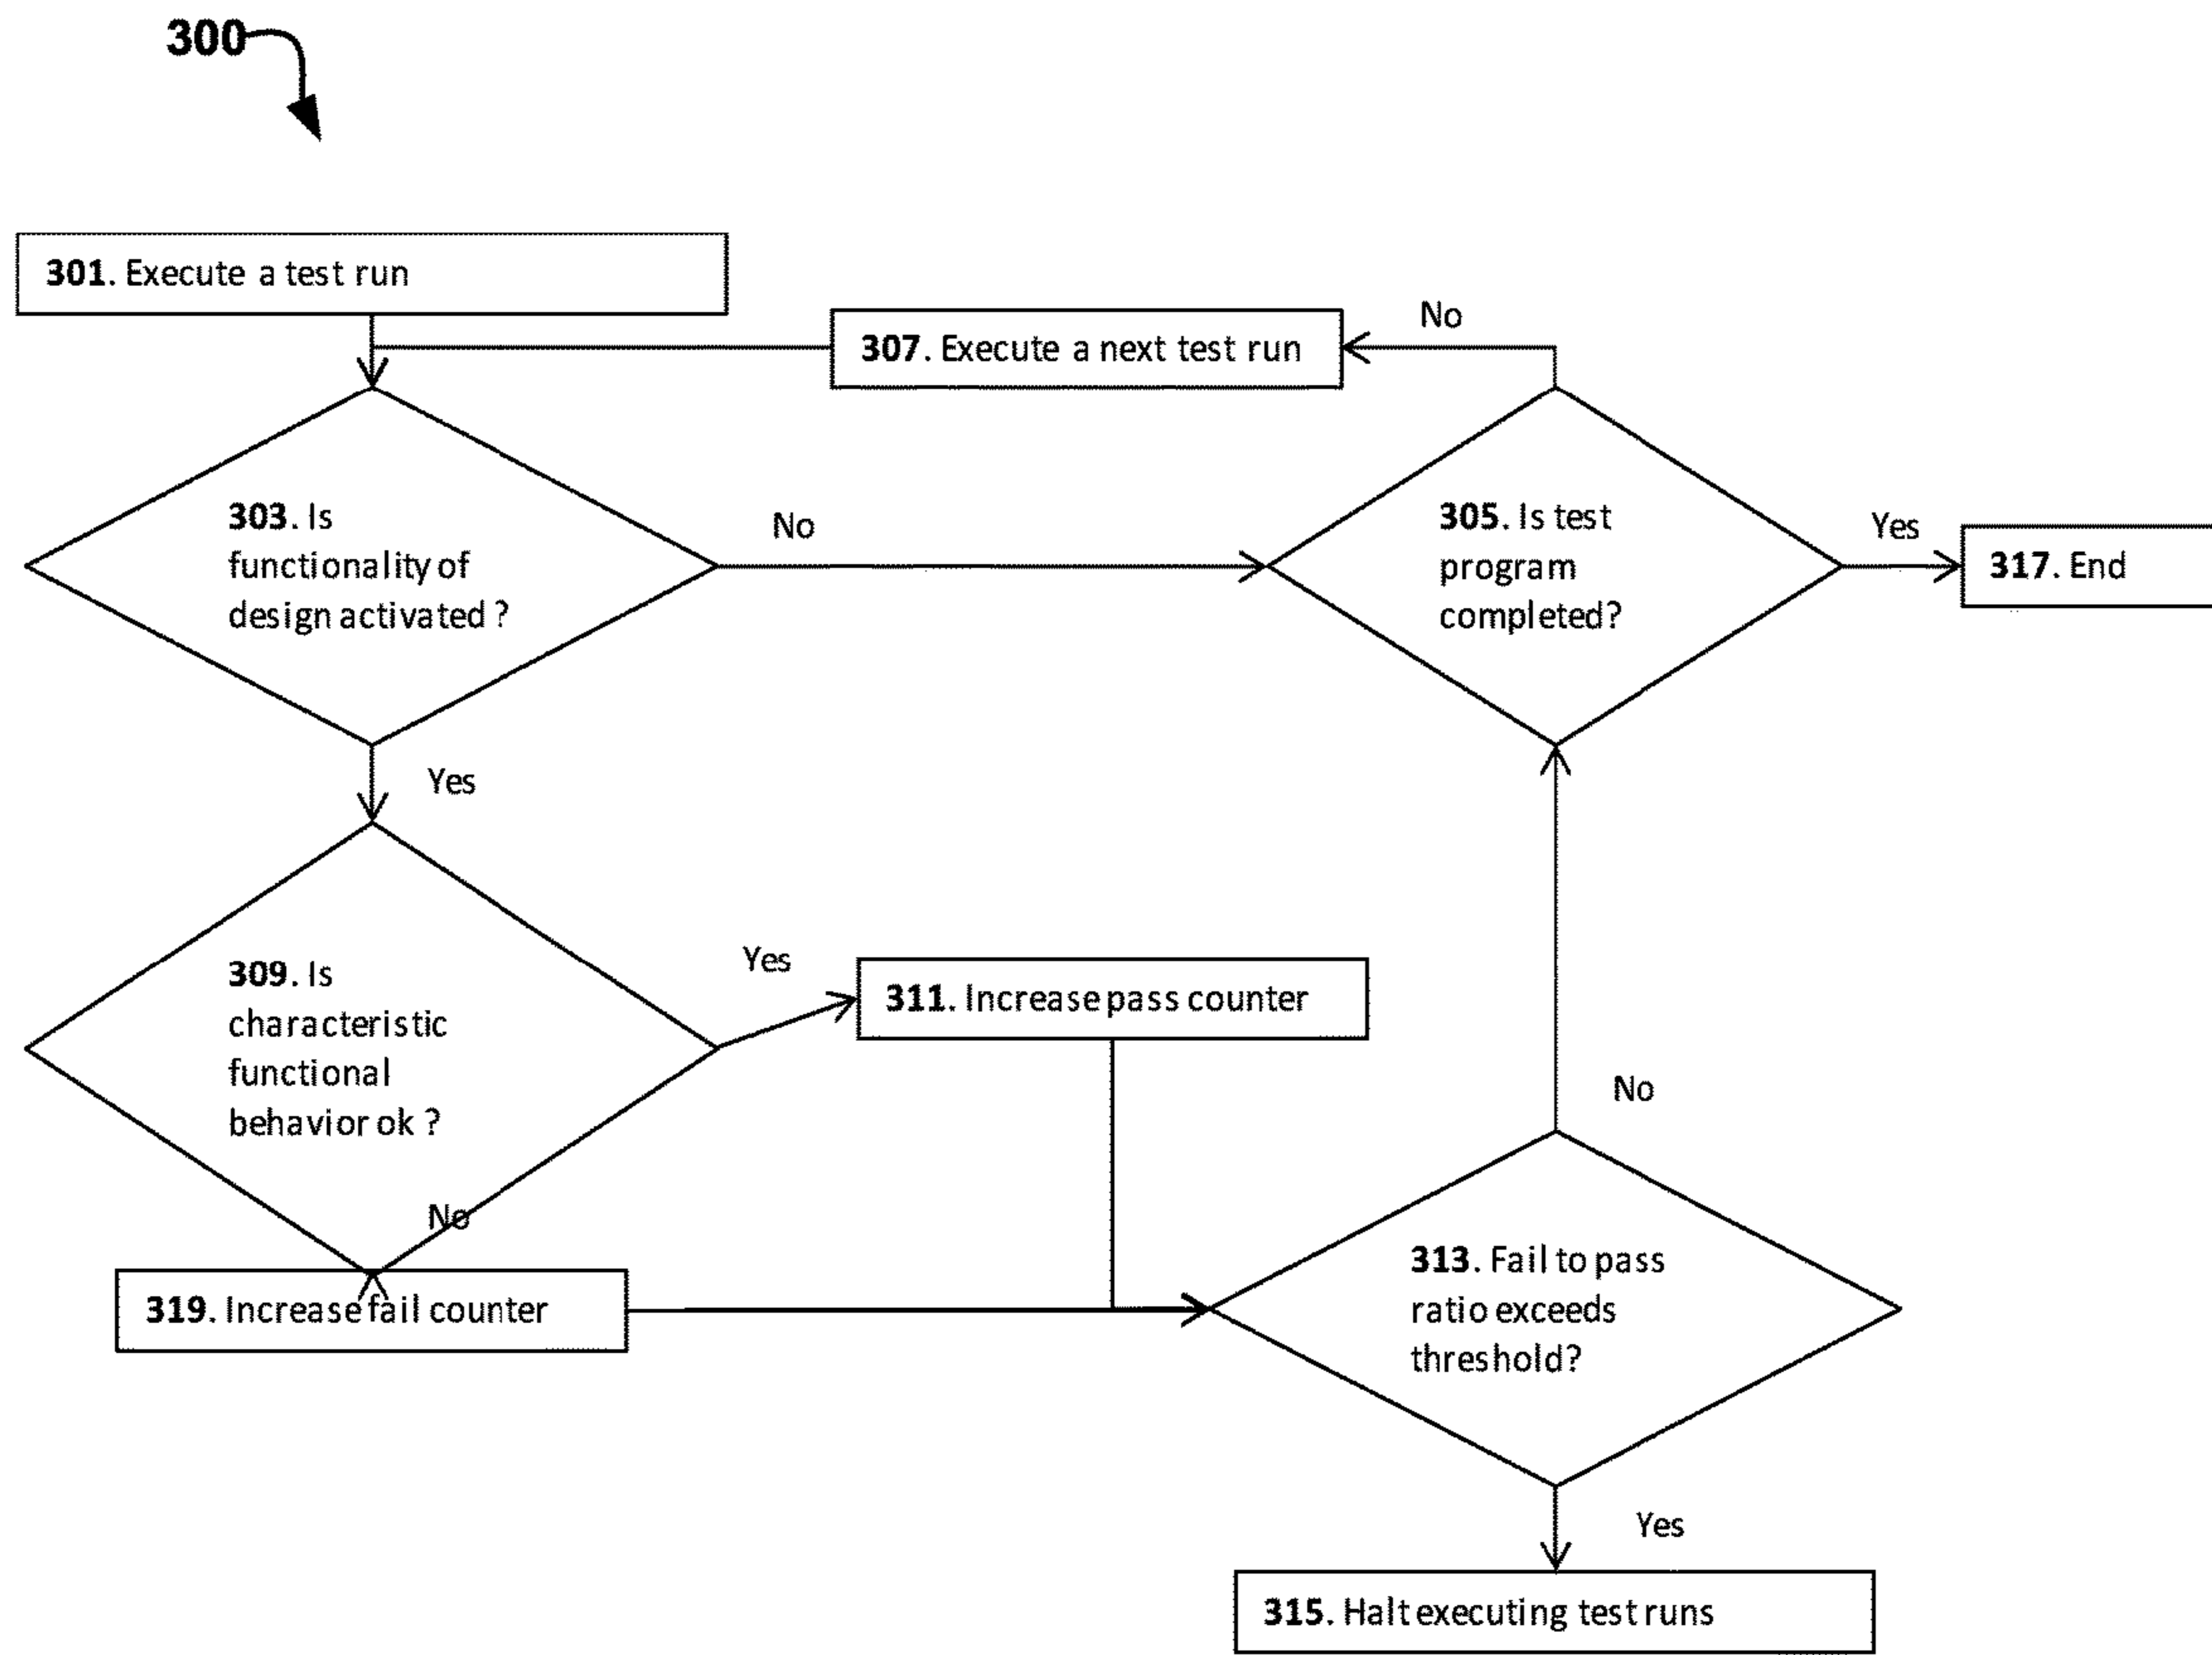 300
301. Execute a test run
No
307. Execute a next test run
303. Is
functionality of
design activated ?
No
305. Is test
program
completed?
Yes
317. End
Yes
309. Is
characteristic
functional
behavior ok ?
Yes
311. Increase pass counter
No
No
319. Increase fail counter
313. Fail to pass
ratio exceeds
threshold?
Yes
315. Halt executing test runs